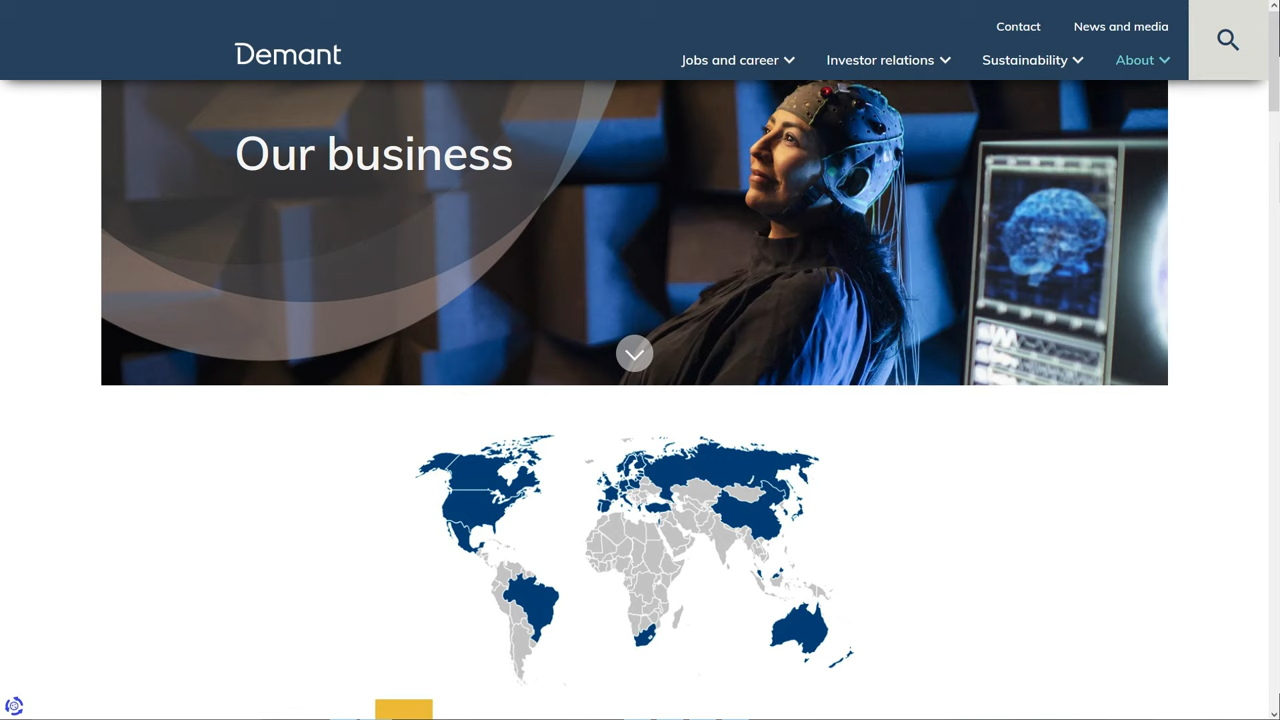 Contact
News and media
Demant
Jobs and career
Investor relations
Sustainability
About
Our business